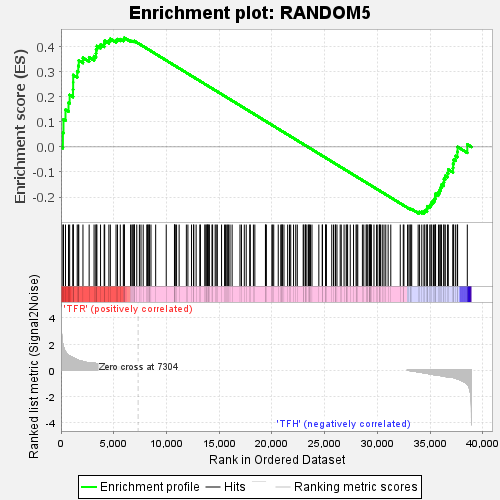 Enrichment plot: RANDOM5
Enrichment score (ES)
0.4
0.3
0.2
0.1
0.0
-0.1
-0.2
'TFR' (positively correlated)
Ranked list metric (Signal2Noise)
4
2
0
-2
-4
Zero cross at 7304
'TFH' (negatively correlated)
0
5,000
10,000
15,000
20,000
25,000
30,000
35,000
40,000
Rank in Ordered Dataset
Enrichment profile
Hits
Ranking metric scores